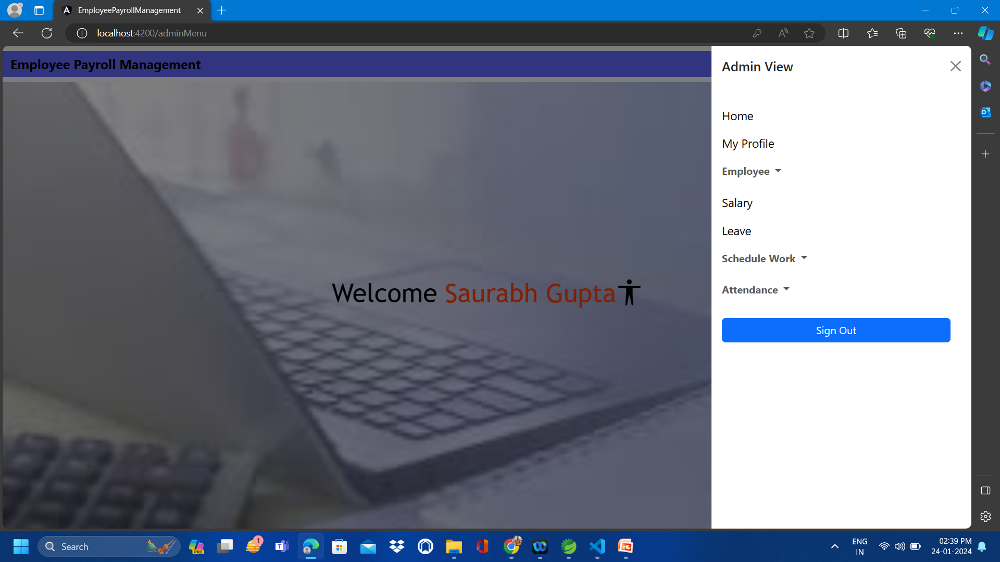 EmployeePayrollManagement
localhost:4200/adminMenu
Employee Payroll Management
Welcome Saurabh Gupta
Admin View
Home
My Profile
Employee
Salary
Leave
Schedule Work
Attendance
Sign Out
Search
PRE
1
ENG
IN
02:39 PM
24-01-2024